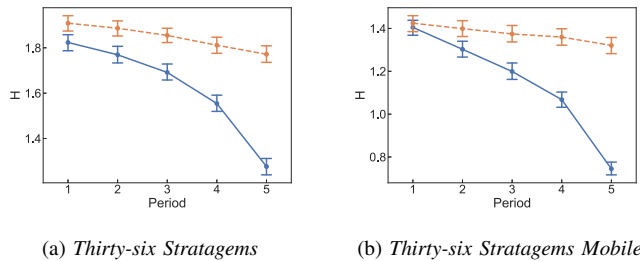 1.8
1.6
1.4
H
1 2 3 4 5
Period
(a) Thirty-six Stratagems
1.4
1.2
1.0
0.8
H
1 2 3 4 5
Period
(b) Thirty-six Stratagems Mobile